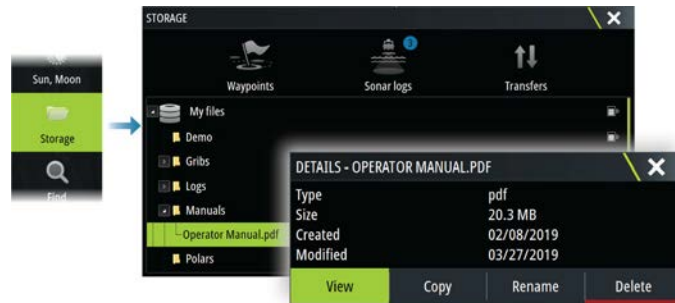 STORAGE
Sun, Moon
Storage
Find
Waypoints
3
Sonar logs
Transfers
My files
Demo
Gribs
Logs
Manuals
Operator Manual.pdf
Polars
DETAILS - OPERATOR MANUAL.PDF
Type pdf
Size 20.3 MB
Created 02/08/2019
Modified 03/27/2019
View Copy Rename Delete